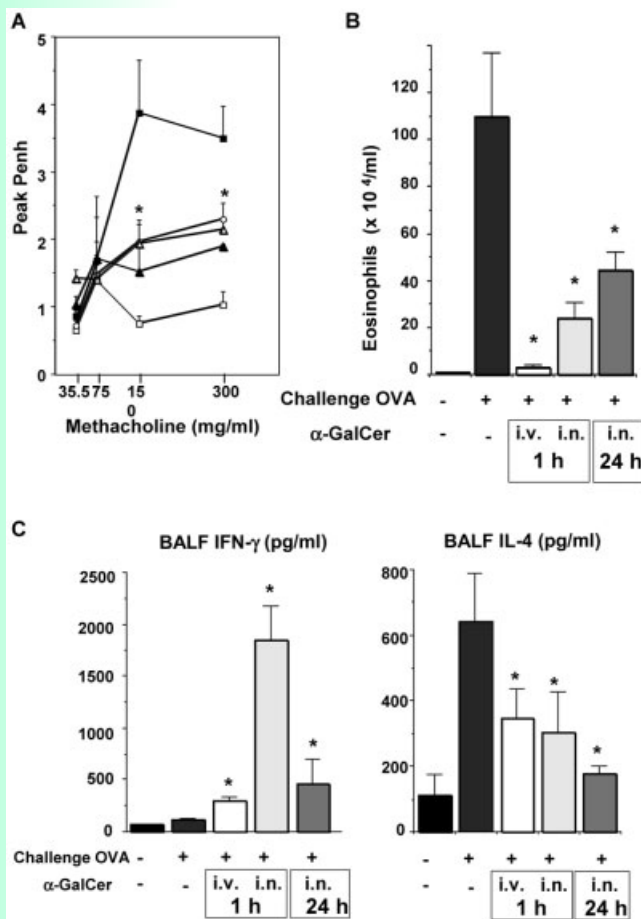 A
Peak Penh
5
4
3
2
1
0
*
*
35.5 75 15 300
0
Methacholine (mg/ml)
B
Eosinophils (x 10⁴/ml)
120
100
80
60
40
20
0
*
*
*
Challenge OVA - + + + +
α-GalCer - - i.v. i.n. i.n.
1 h 24 h
C
BALF IFN-γ (pg/ml)
2500
2000
1500
1000
500
0
*
*
*
Challenge OVA - + + + +
α-GalCer - - i.v. i.n. i.n.
1 h 24 h
BALF IL-4 (pg/ml)
800
600
400
200
0
*
*
*
- + + + +
- - i.v. i.n. i.n.
1 h 24 h